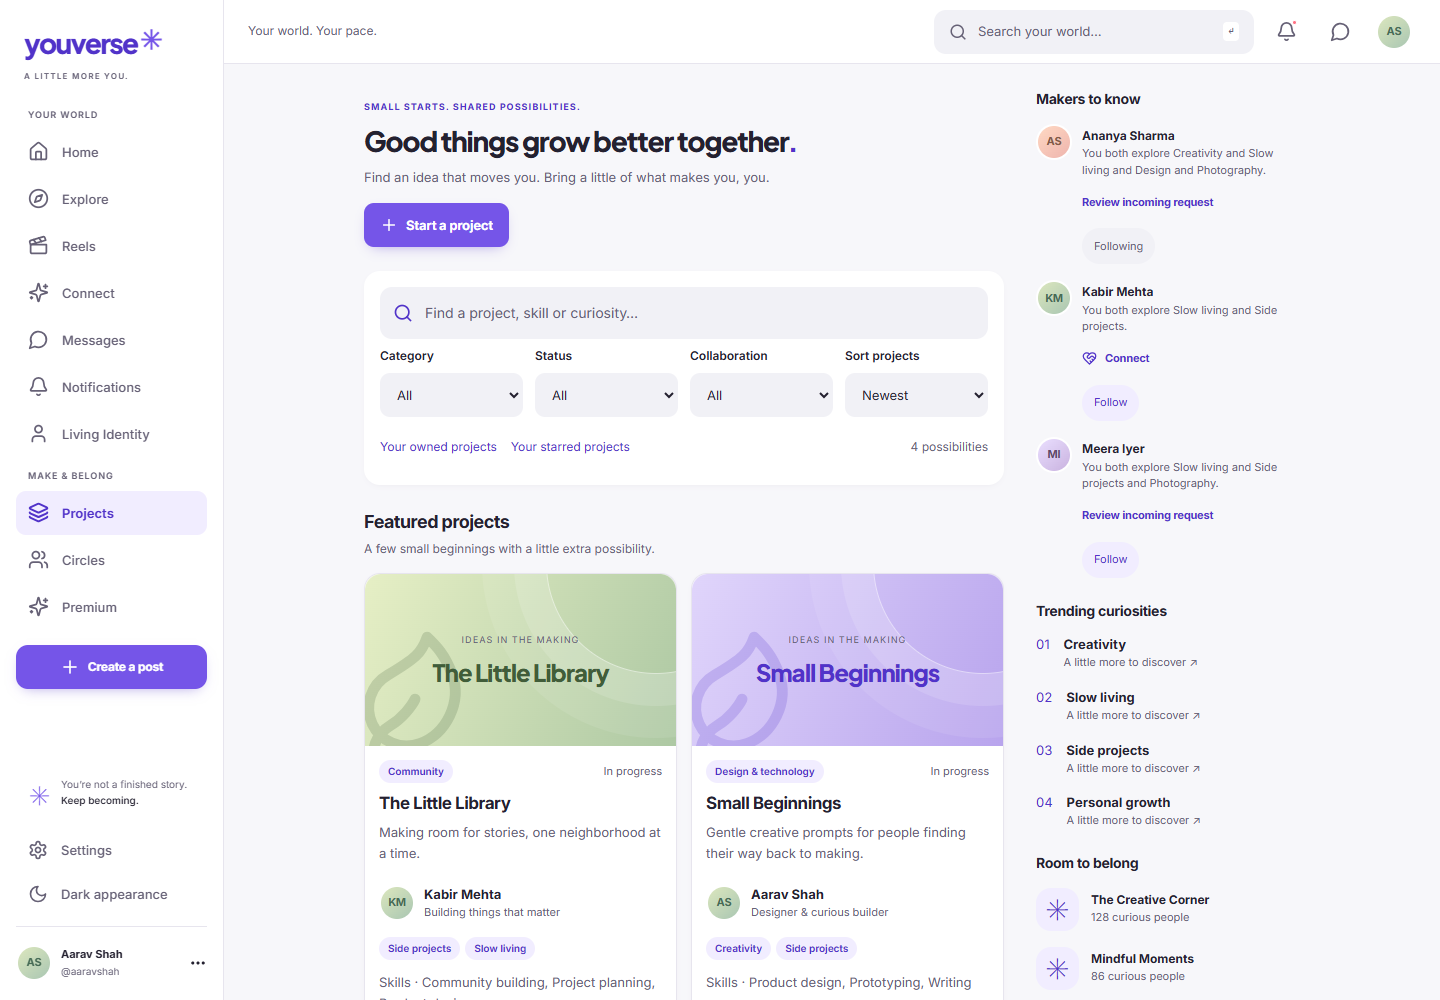 youverse
A LITTLE MORE YOU.
YOUR WORLD
Home
Explore
Reels
Connect
Messages
Notifications
Living Identity
MAKE & BELONG
Projects
Circles
Premium
Create a post
You're not a finished story.
Keep becoming.
Settings
Dark appearance
AS
Aarav Shah
@aaravshah
Your world. Your pace.
Search your world...
AS
SMALL STARTS. SHARED POSSIBILITIES.
Good things grow better together.
Find an idea that moves you. Bring a little of what makes you, you.
Start a project
Find a project, skill or curiosity...
Category
Status
Collaboration
Sort projects
All
All
All
Newest
Your owned projects
Your starred projects
4 possibilities
Featured projects
A few small beginnings with a little extra possibility.
IDEAS IN THE MAKING
The Little Library
Community
In progress
The Little Library
Making room for stories, one neighborhood at
a time.
KM
Kabir Mehta
Building things that matter
Side projects
Slow living
Skills · Community building, Project planning,
IDEAS IN THE MAKING
Small Beginnings
Design & technology
In progress
Small Beginnings
Gentle creative prompts for people finding
their way back to making.
AS
Aarav Shah
Designer & curious builder
Creativity
Side projects
Skills · Product design, Prototyping, Writing
Makers to know
AS
Ananya Sharma
You both explore Creativity and Slow
living and Design and Photography.
Review incoming request
Following
KM
Kabir Mehta
You both explore Slow living and Side
projects.
Connect
Follow
MI
Meera Iyer
You both explore Slow living and Side
projects and Photography.
Review incoming request
Follow
Trending curiosities
01
Creativity
A little more to discover ↗
02
Slow living
A little more to discover ↗
03
Side projects
A little more to discover ↗
04
Personal growth
A little more to discover ↗
Room to belong
The Creative Corner
128 curious people
Mindful Moments
86 curious people